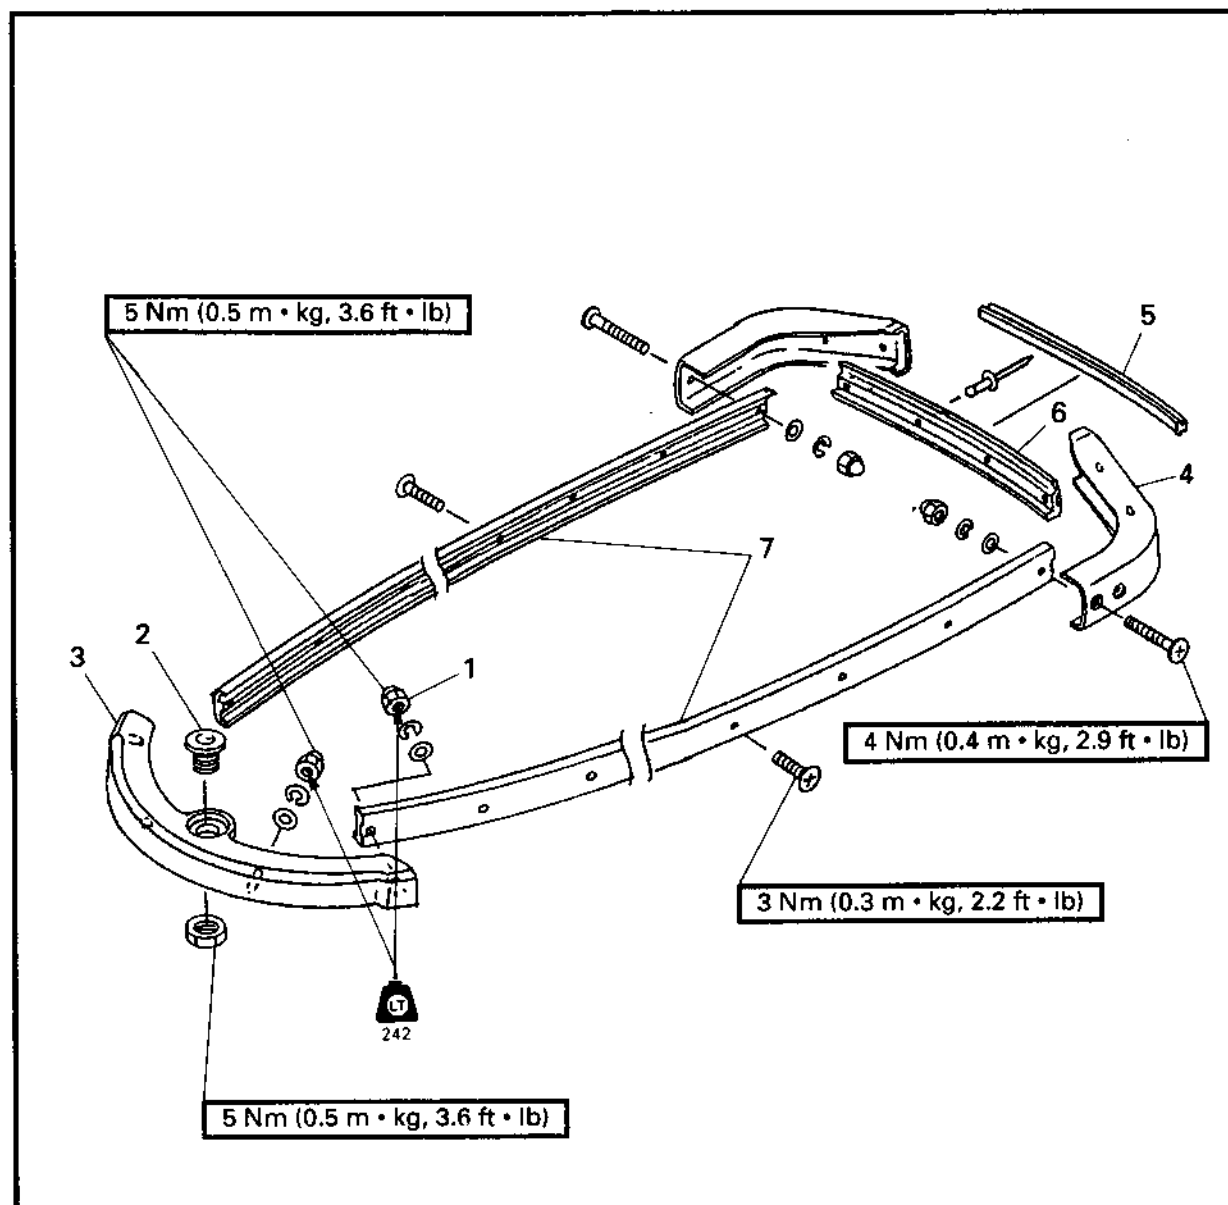 5 Nm (0.5 m • kg, 3.6 ft • lb)
5
6
4
7
2
3
1
4 Nm (0.4 m • kg, 2.9 ft • lb)
3 Nm (0.3 m • kg, 2.2 ft • lb)
LT
242
5 Nm (0.5 m • kg, 3.6 ft • lb)